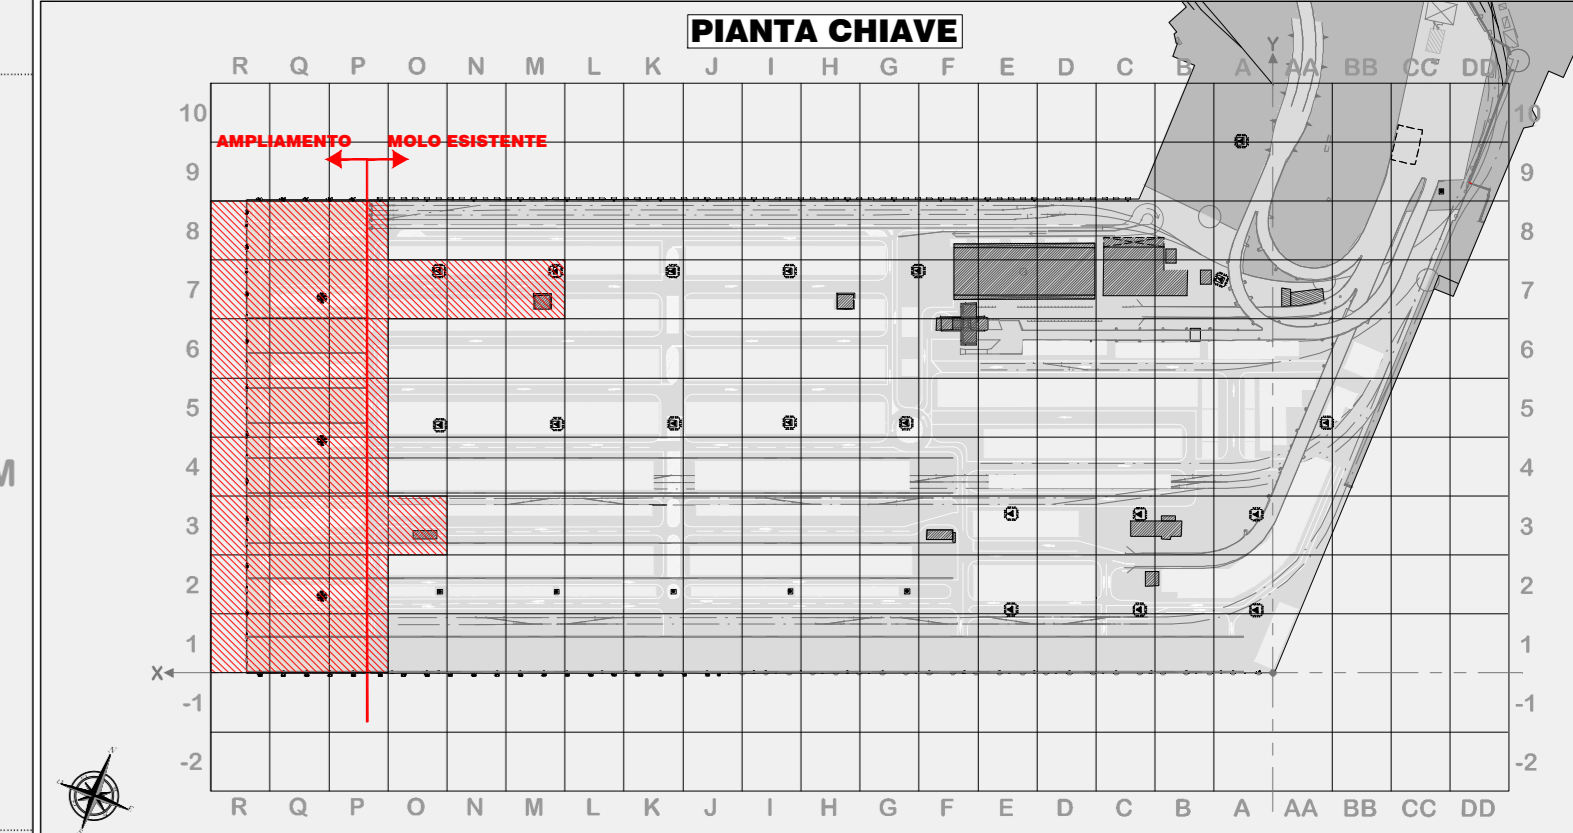 PIANTA CHIAVE
Y
R Q P O N M L K J I H G F E D C B A AA BB CC DD
10 10
AMPLIAMENTO MOLO ESISTENTE
9 9
8 8
7 7
6 6
5 5
4 4
M
3 3
2 2
1 1
X
-1 -1
-2 -2
N
R Q P O N M L K J I H G F E D C B A AA BB CC DD